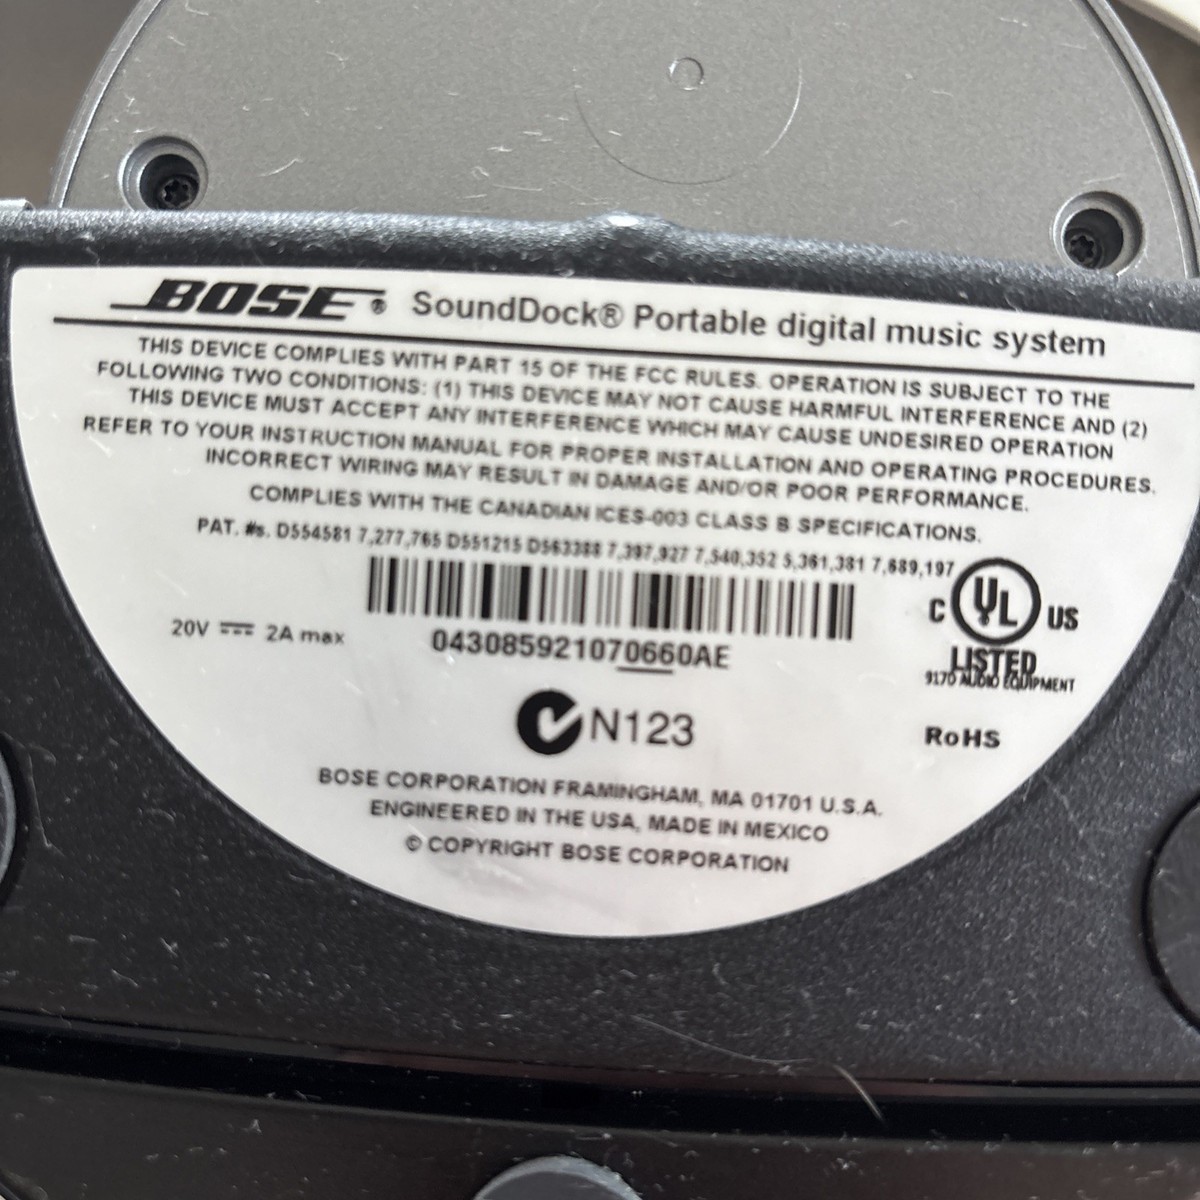 BOSE® SoundDock® Portable digital music system
THIS DEVICE COMPLIES WITH PART 15 OF THE FCC RULES. OPERATION IS SUBJECT TO THE
FOLLOWING TWO CONDITIONS: (1) THIS DEVICE MAY NOT CAUSE HARMFUL INTERFERENCE AND (2)
THIS DEVICE MUST ACCEPT ANY INTERFERENCE WHICH MAY CAUSE UNDESIRED OPERATION
REFER TO YOUR INSTRUCTION MANUAL FOR PROPER INSTALLATION AND OPERATING PROCEDURES.
INCORRECT WIRING MAY RESULT IN DAMAGE AND/OR POOR PERFORMANCE.
COMPLIES WITH THE CANADIAN ICES-003 CLASS B SPECIFICATIONS.
PAT. #s. D554581 7,277,765 D551215 D563388 7,397,927 7,540,352 5,361,381 7,689,197
C UL US
LISTED
9170 AUDIO EQUIPMENT
20V ⎓ 2A max
043085921070660AE
N123
RoHS
BOSE CORPORATION FRAMINGHAM, MA 01701 U.S.A.
ENGINEERED IN THE USA, MADE IN MEXICO
© COPYRIGHT BOSE CORPORATION